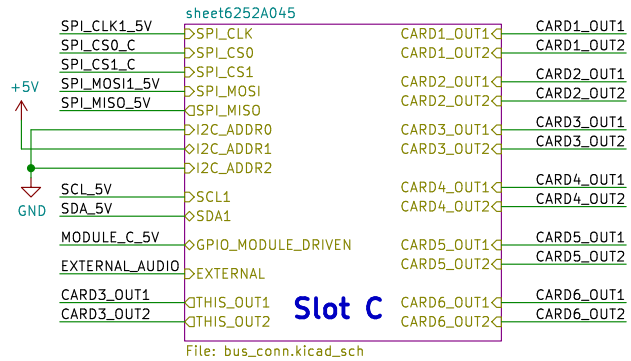 sheet6252A045
SPI_CLK1_5V SPI_CLK CARD1_OUT1 CARD1_OUT1
SPI_CS0_C SPI_CS0 CARD1_OUT2 CARD1_OUT2
SPI_CS1_C SPI_CS1
SPI_MOSI1_5V SPI_MOSI CARD2_OUT1 CARD2_OUT1
+5V
SPI_MISO_5V SPI_MISO CARD2_OUT2 CARD2_OUT2
I2C_ADDR0 CARD3_OUT1 CARD3_OUT1
I2C_ADDR1 CARD3_OUT2 CARD3_OUT2
I2C_ADDR2
GND
SCL_5V SCL1 CARD4_OUT1 CARD4_OUT1
SDA_5V SDA1 CARD4_OUT2 CARD4_OUT2
MODULE_C_5V GPIO_MODULE_DRIVEN CARD5_OUT1 CARD5_OUT1
CARD5_OUT2 CARD5_OUT2
EXTERNAL_AUDIO EXTERNAL
CARD3_OUT1 THIS_OUT1 CARD6_OUT1 CARD6_OUT1
Slot C
CARD3_OUT2 THIS_OUT2 CARD6_OUT2 CARD6_OUT2
File: bus_conn.kicad_sch